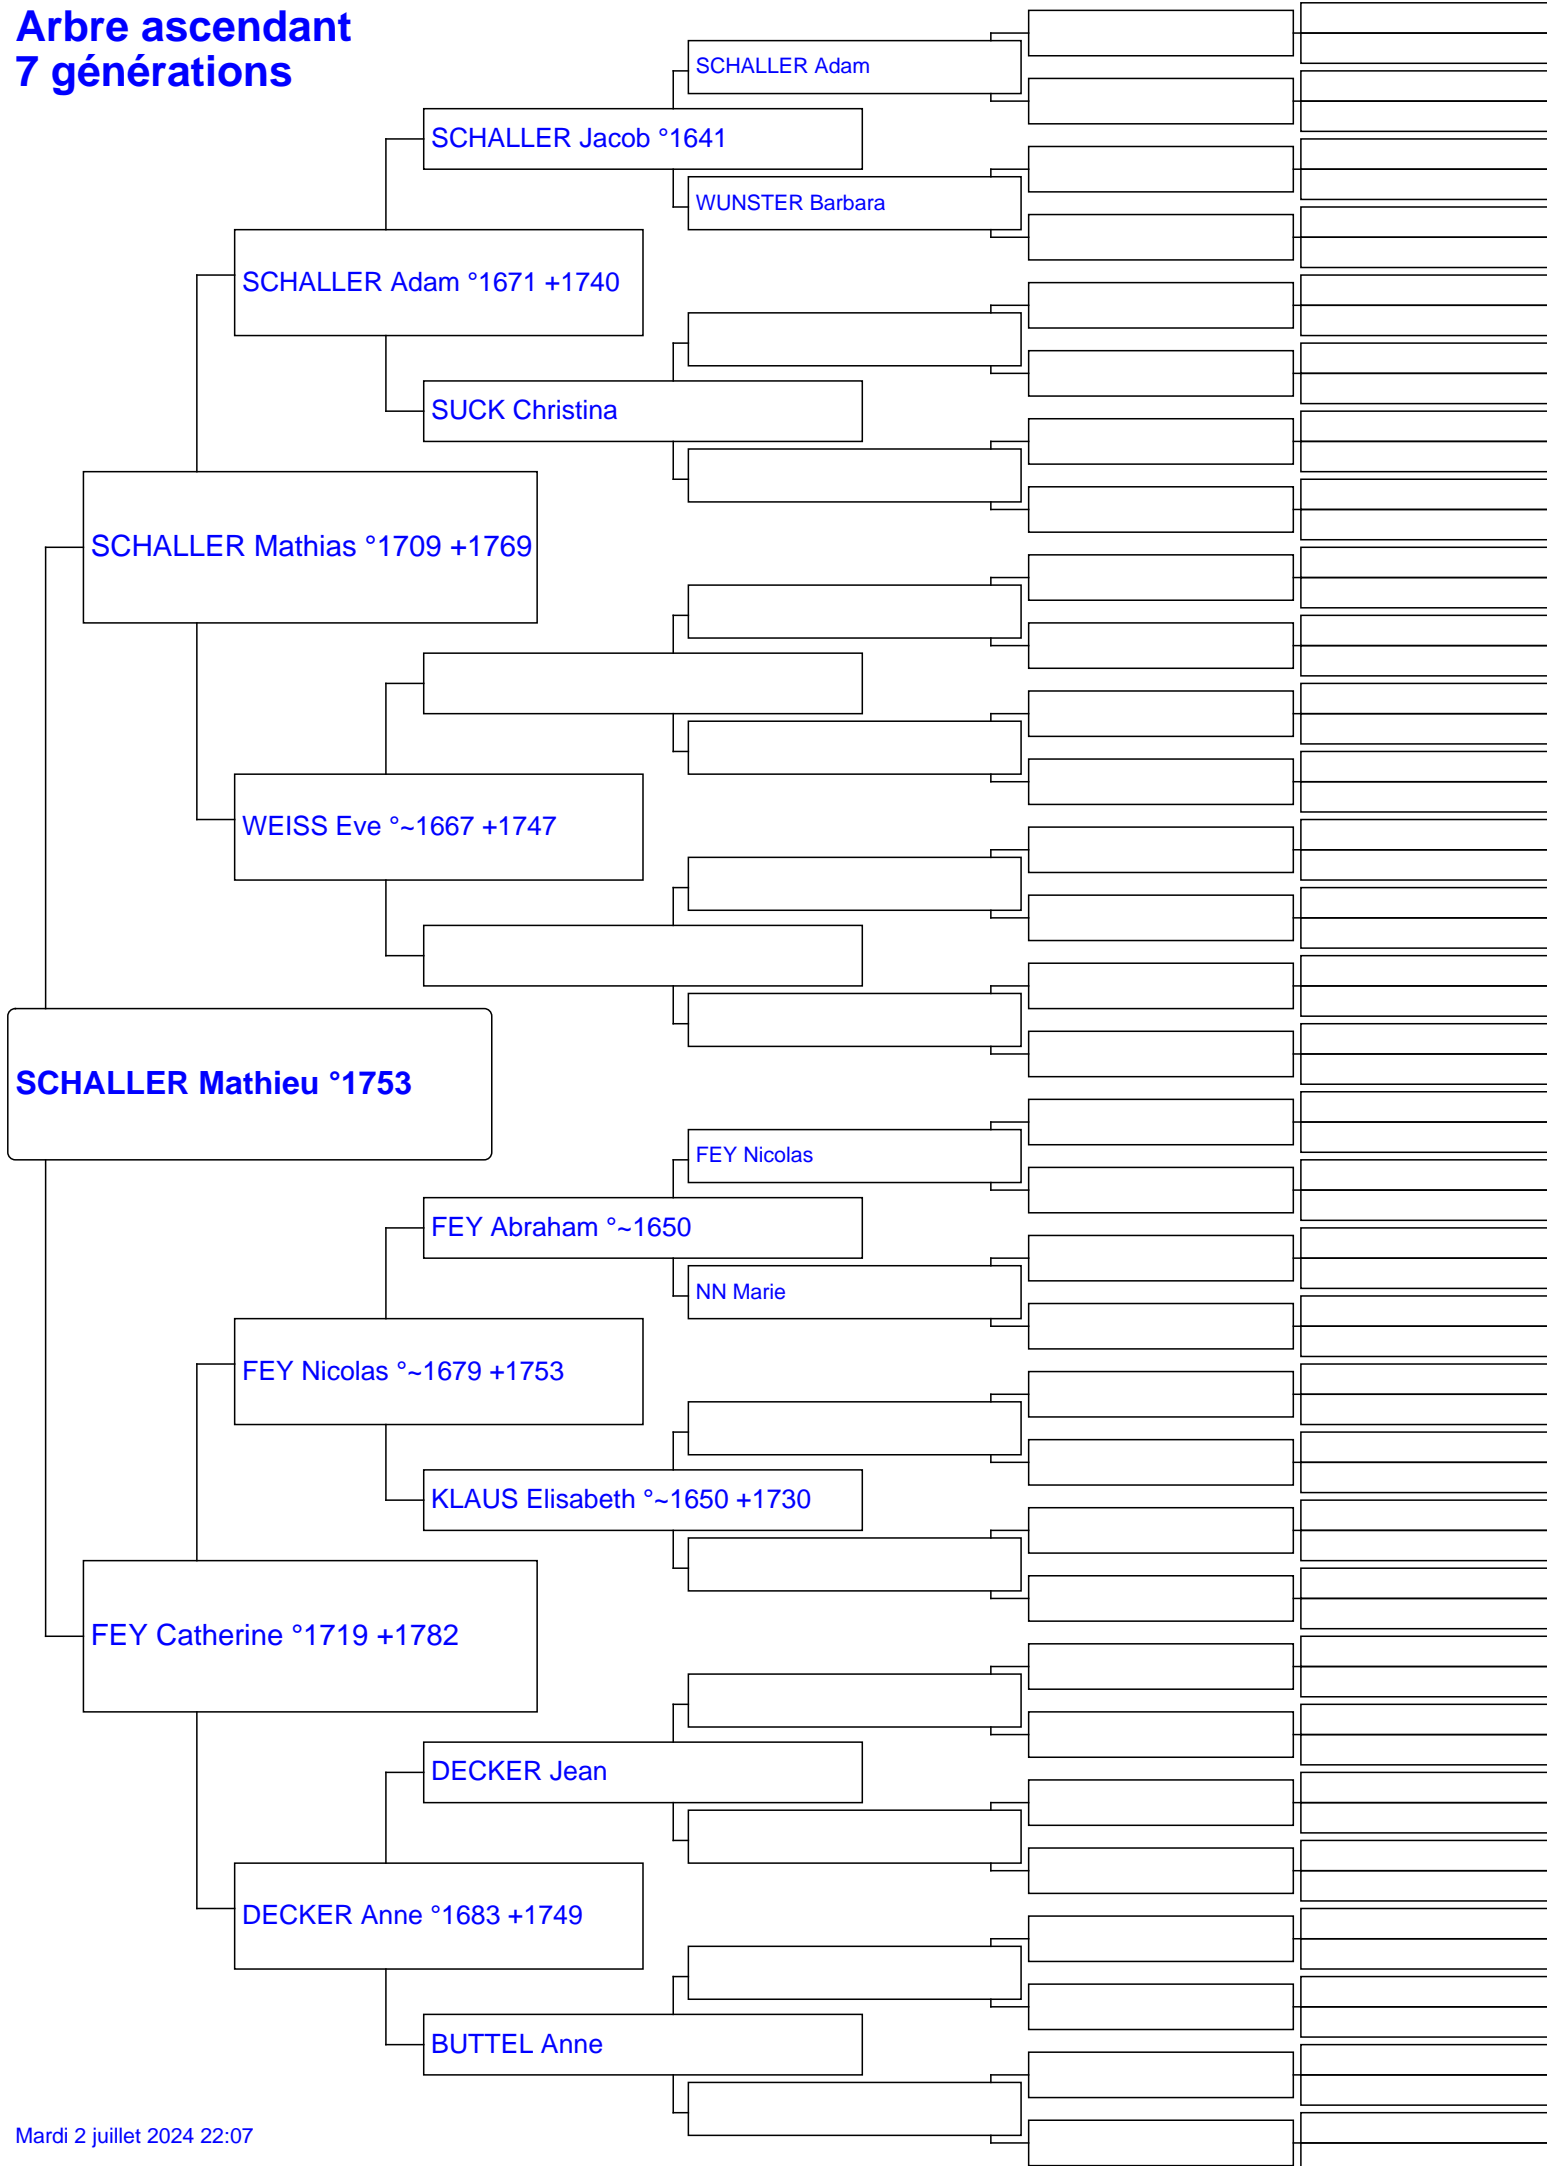 Arbre ascendant
7 générations
SCHALLER Adam
SCHALLER Jacob °1641
WUNSTER Barbara
SCHALLER Adam °1671 +1740
SUCK Christina
SCHALLER Mathias °1709 +1769
WEISS Eve °~1667 +1747
SCHALLER Mathieu °1753
FEY Nicolas
FEY Abraham °~1650
NN Marie
FEY Nicolas °~1679 +1753
KLAUS Elisabeth °~1650 +1730
FEY Catherine °1719 +1782
DECKER Jean
DECKER Anne °1683 +1749
BUTTEL Anne
Mardi 2 juillet 2024 22:07